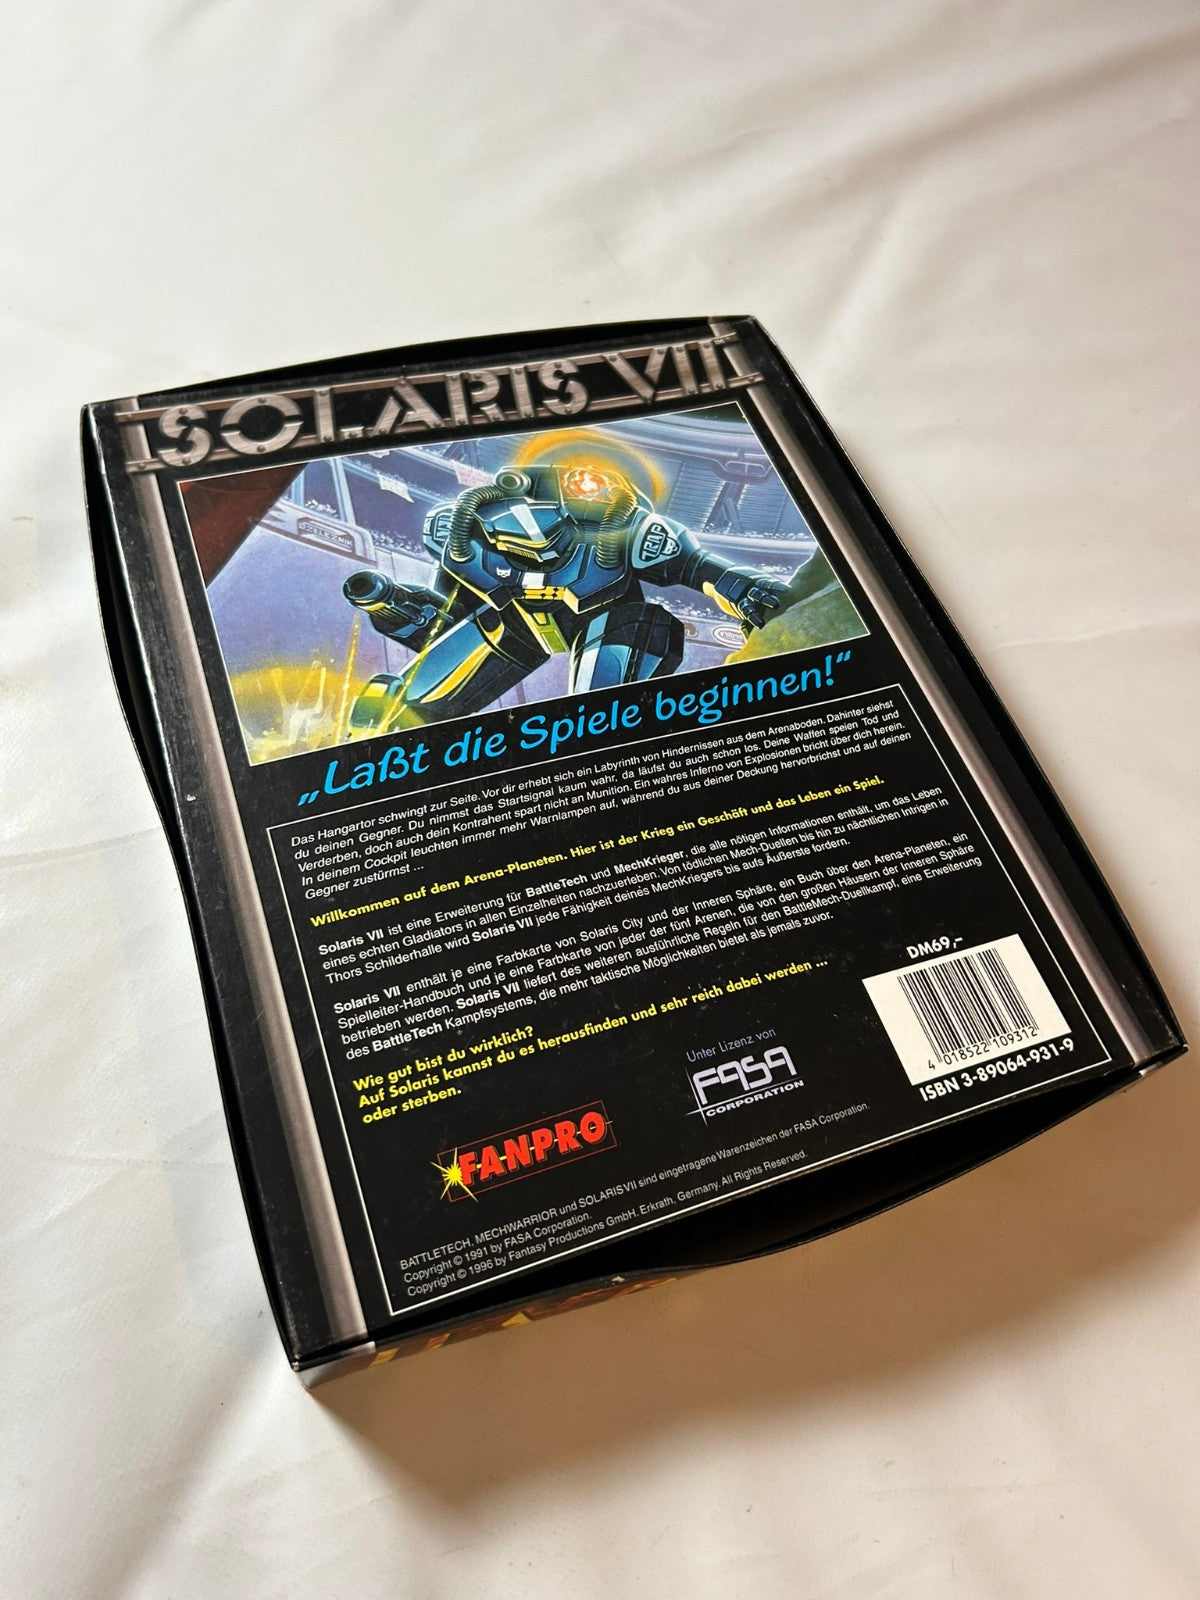 SOLARIS VII
TRAP
„Laßt die Spiele beginnen!“
Das Hangartor schwingt zur Seite. Vor dir erhebt sich ein Labyrinth von Hindernissen aus dem Arenaboden. Dahinter siehst
du deinen Gegner. Du nimmst das Startsignal kaum wahr, da läufst du auch schon los. Deine Waffen speien Tod und
Verderben, doch auch dein Kontrahent spart nicht an Munition. Ein wahres Inferno von Explosionen bricht über dich herein.
In deinem Cockpit leuchten immer mehr Warnlampen auf, während du aus deiner Deckung hervorbrichst und auf deinen
Gegner zustürmst ...
Willkommen auf dem Arena-Planeten. Hier ist der Krieg ein Geschäft und das Leben ein Spiel.
Solaris VII ist eine Erweiterung für BattleTech und MechKrieger, die alle nötigen Informationen enthält, um das Leben
eines echten Gladiators in allen Einzelheiten nachzuerleben. Von tödlichen Mech-Duellen bis hin zu nächtlichen Intrigen in
Thors Schilderhalle wird Solaris VII jede Fähigkeit deines MechKriegers bis aufs Äußerste fordern.
Solaris VII enthält je eine Farbkarte von Solaris City und der Inneren Sphäre, ein Buch über den Arena-Planeten, ein
Spielleiter-Handbuch und je eine Farbkarte von jeder der fünf Arenen, die von den großen Häusern der Inneren Sphäre
betrieben werden. Solaris VII liefert des weiteren ausführliche Regeln für den BattleMech-Duellkampf, eine Erweiterung
des BattleTech Kampfsystems, die mehr taktische Möglichkeiten bietet als jemals zuvor.
Wie gut bist du wirklich?
Auf Solaris kannst du es herausfinden und sehr reich dabei werden ...
oder sterben.
DM69,–
4 018522 109312
ISBN 3-89064-931-9
Unter Lizenz von
FASA
CORPORATION
FANPRO
BATTLETECH, MECHWARRIOR und SOLARIS VII sind eingetragene Warenzeichen der FASA Corporation.
Copyright © 1991 by FASA Corporation.
Copyright © 1996 by Fantasy Productions GmbH, Erkrath, Germany. All Rights Reserved.